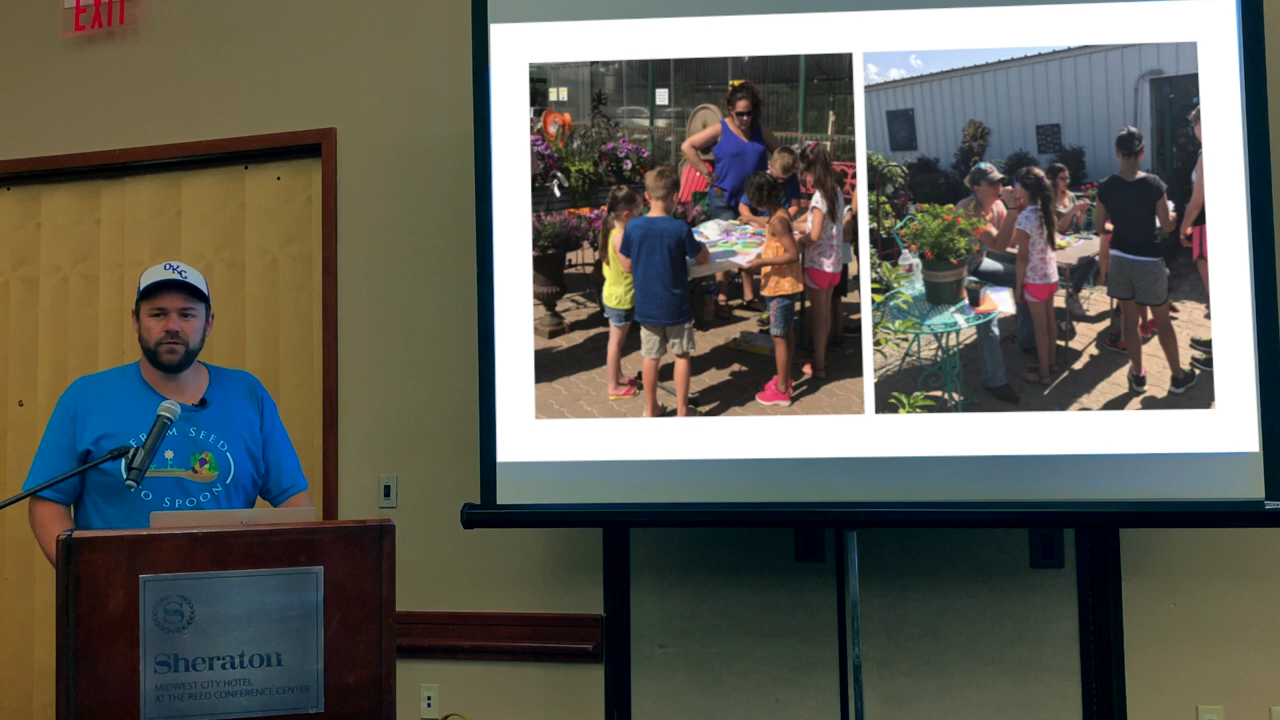 EXIT
OKC
FROM SEED
TO SPOON
S
Sheraton
MIDWEST CITY HOTEL
AT THE REED CONFERENCE CENTER